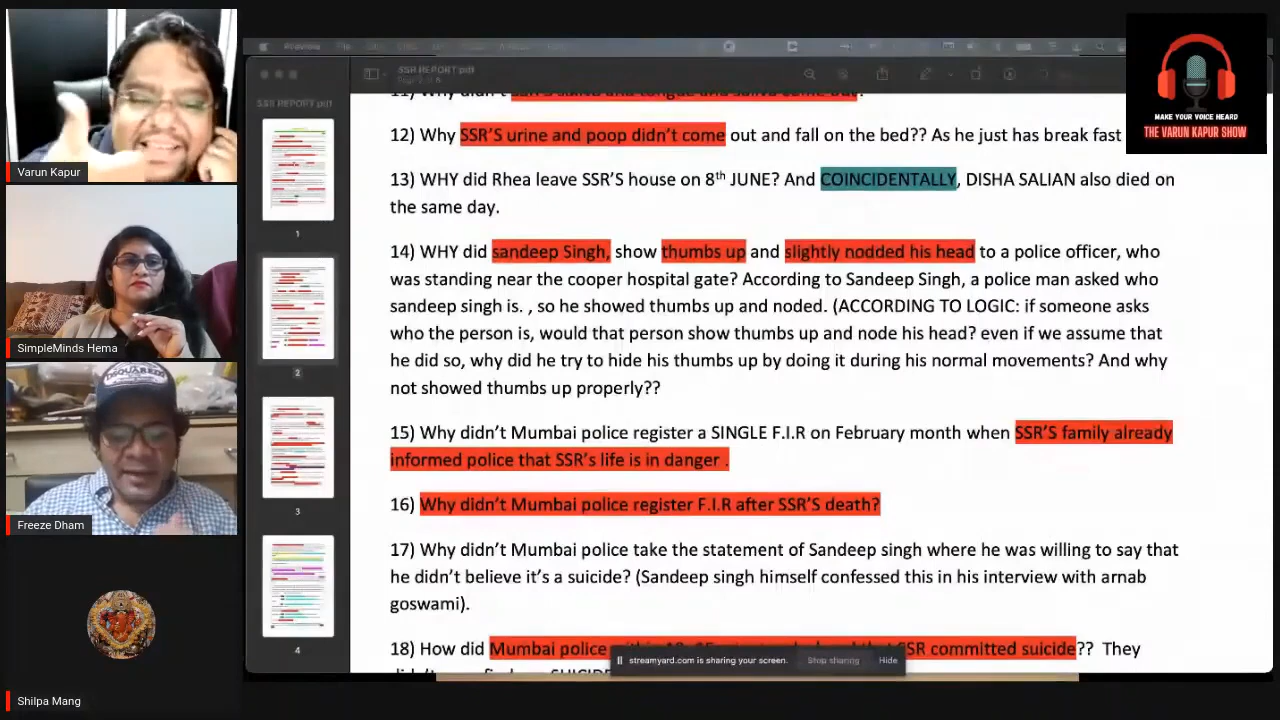 SSR REPORT.pdf
SSR REPORT.pdf
1
2
3
4
12) Why SSR'S urine and poop didn't come out and fall on the bed?? As he just has break fast
13) WHY did Rhea leave SSR'S house on 8th JUNE? And COINCIDENTALLY, DISHA SALIAN also died on
the same day.
14) WHY did sandeep Singh, show thumbs up and slightly nodded his head to a police officer, who
was standing near the cooper hospital gate. According to Sandeep Singh, a police man asked who
sandeep singh is. , so he showed thumbs up and noded. (ACCORDING TO LOGIC: if someone asks
who the person is, would that person show thumbs up and node his head? even if we assume that
he did so, why did he try to hide his thumbs up by doing it during his normal movements? And why
not showed thumbs up properly??
15) Why didn't Mumbai police register a SINGLE F.I.R on February month when SSR'S family already
informed police that SSR's life is in danger .
16) Why didn't Mumbai police register F.I.R after SSR'S death?
17) Why didn't Mumbai police take the statement of Sandeep singh where he was willing to say that
he didn't believe it's a suicide? (Sandeep singh himself confessed this in his interview with arnab
goswami).
18) How did Mumbai police SSR committed suicide?? They
streamyard.com is sharing your screen.
Stop sharing
Hide
MAKE YOUR VOICE HEARD
THE VARUN KAPUR SHOW
Varun Kapur
SimpleMinds Hema
DSQUARED2
Freeze Dham
Shilpa Mang